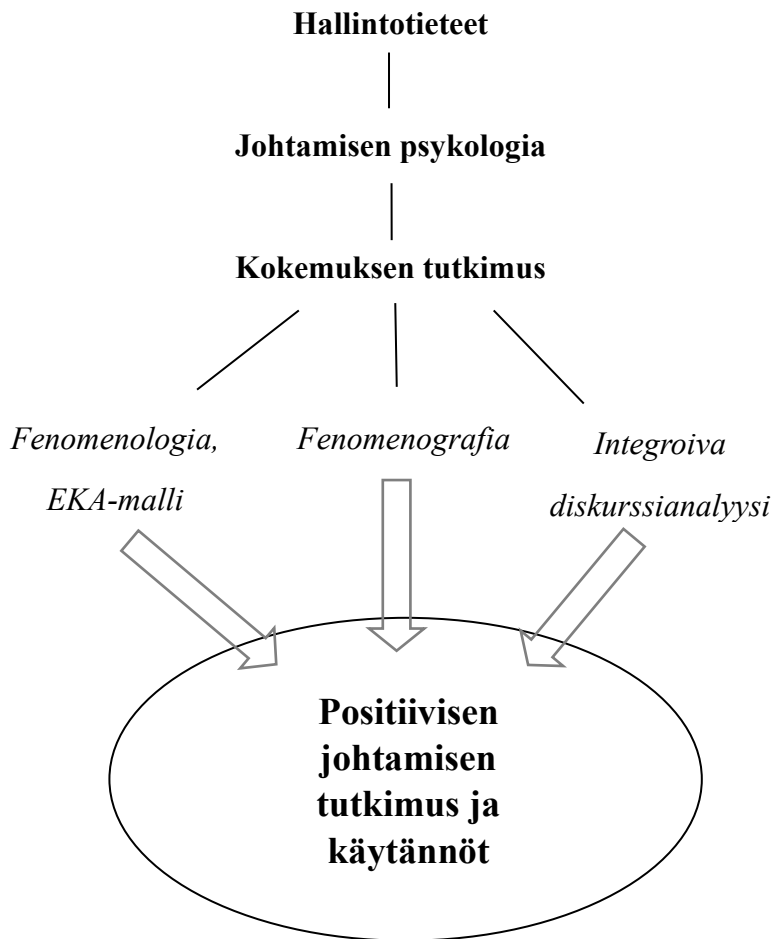 Hallintotieteet
Johtamisen psykologia
Kokemuksen tutkimus
Fenomenologia,
EKA-malli
Fenomenografia
Integroiva
diskurssianalyysi
Positiivisen
johtamisen
tutkimus ja
käytännöt